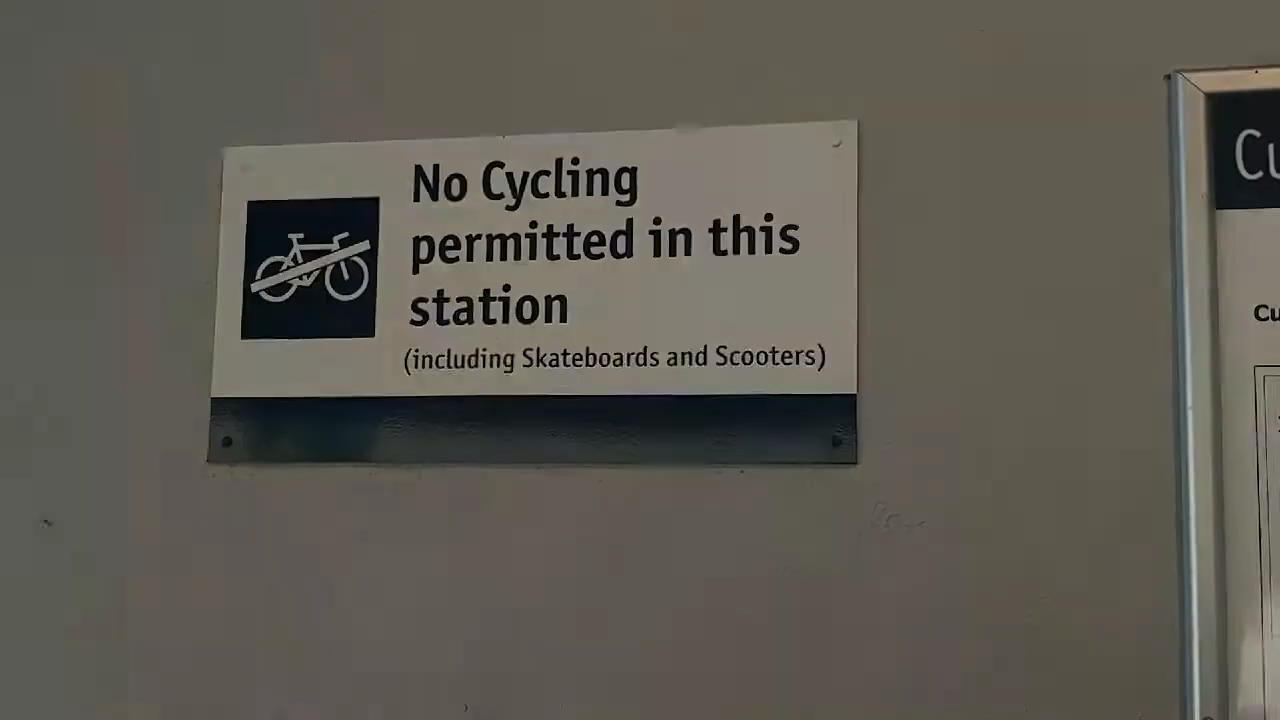 No Cycling
permitted in this
station
(including Skateboards and Scooters)